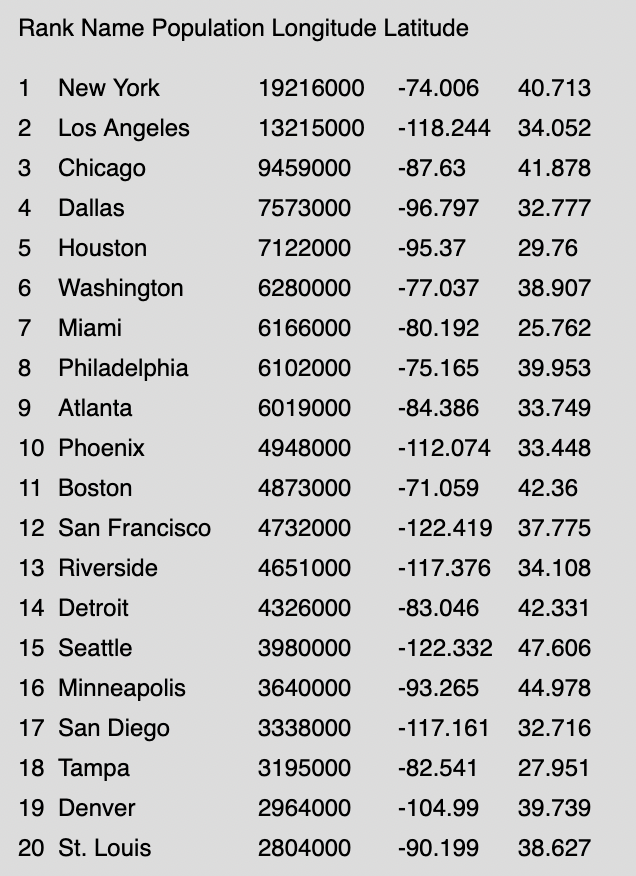 Rank Name Population Longitude Latitude
1 New York 19216000 -74.006 40.713
2 Los Angeles 13215000 -118.244 34.052
3 Chicago 9459000 -87.63 41.878
4 Dallas 7573000 -96.797 32.777
5 Houston 7122000 -95.37 29.76
6 Washington 6280000 -77.037 38.907
7 Miami 6166000 -80.192 25.762
8 Philadelphia 6102000 -75.165 39.953
9 Atlanta 6019000 -84.386 33.749
10 Phoenix 4948000 -112.074 33.448
11 Boston 4873000 -71.059 42.36
12 San Francisco 4732000 -122.419 37.775
13 Riverside 4651000 -117.376 34.108
14 Detroit 4326000 -83.046 42.331
15 Seattle 3980000 -122.332 47.606
16 Minneapolis 3640000 -93.265 44.978
17 San Diego 3338000 -117.161 32.716
18 Tampa 3195000 -82.541 27.951
19 Denver 2964000 -104.99 39.739
20 St. Louis 2804000 -90.199 38.627